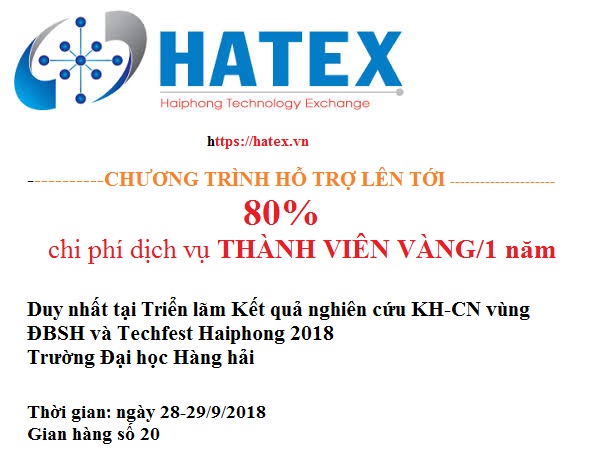 HATEX
Haiphong Technology Exchange
https://hatex.vn
-----------CHƯƠNG TRÌNH HỖ TRỢ LÊN TỚI ---------------------
80%
chi phí dịch vụ THÀNH VIÊN VÀNG/1 năm
Duy nhất tại Triển lãm Kết quả nghiên cứu KH-CN vùng
ĐBSH và Techfest Haiphong 2018
Trường Đại học Hàng hải
Thời gian: ngày 28-29/9/2018
Gian hàng số 20